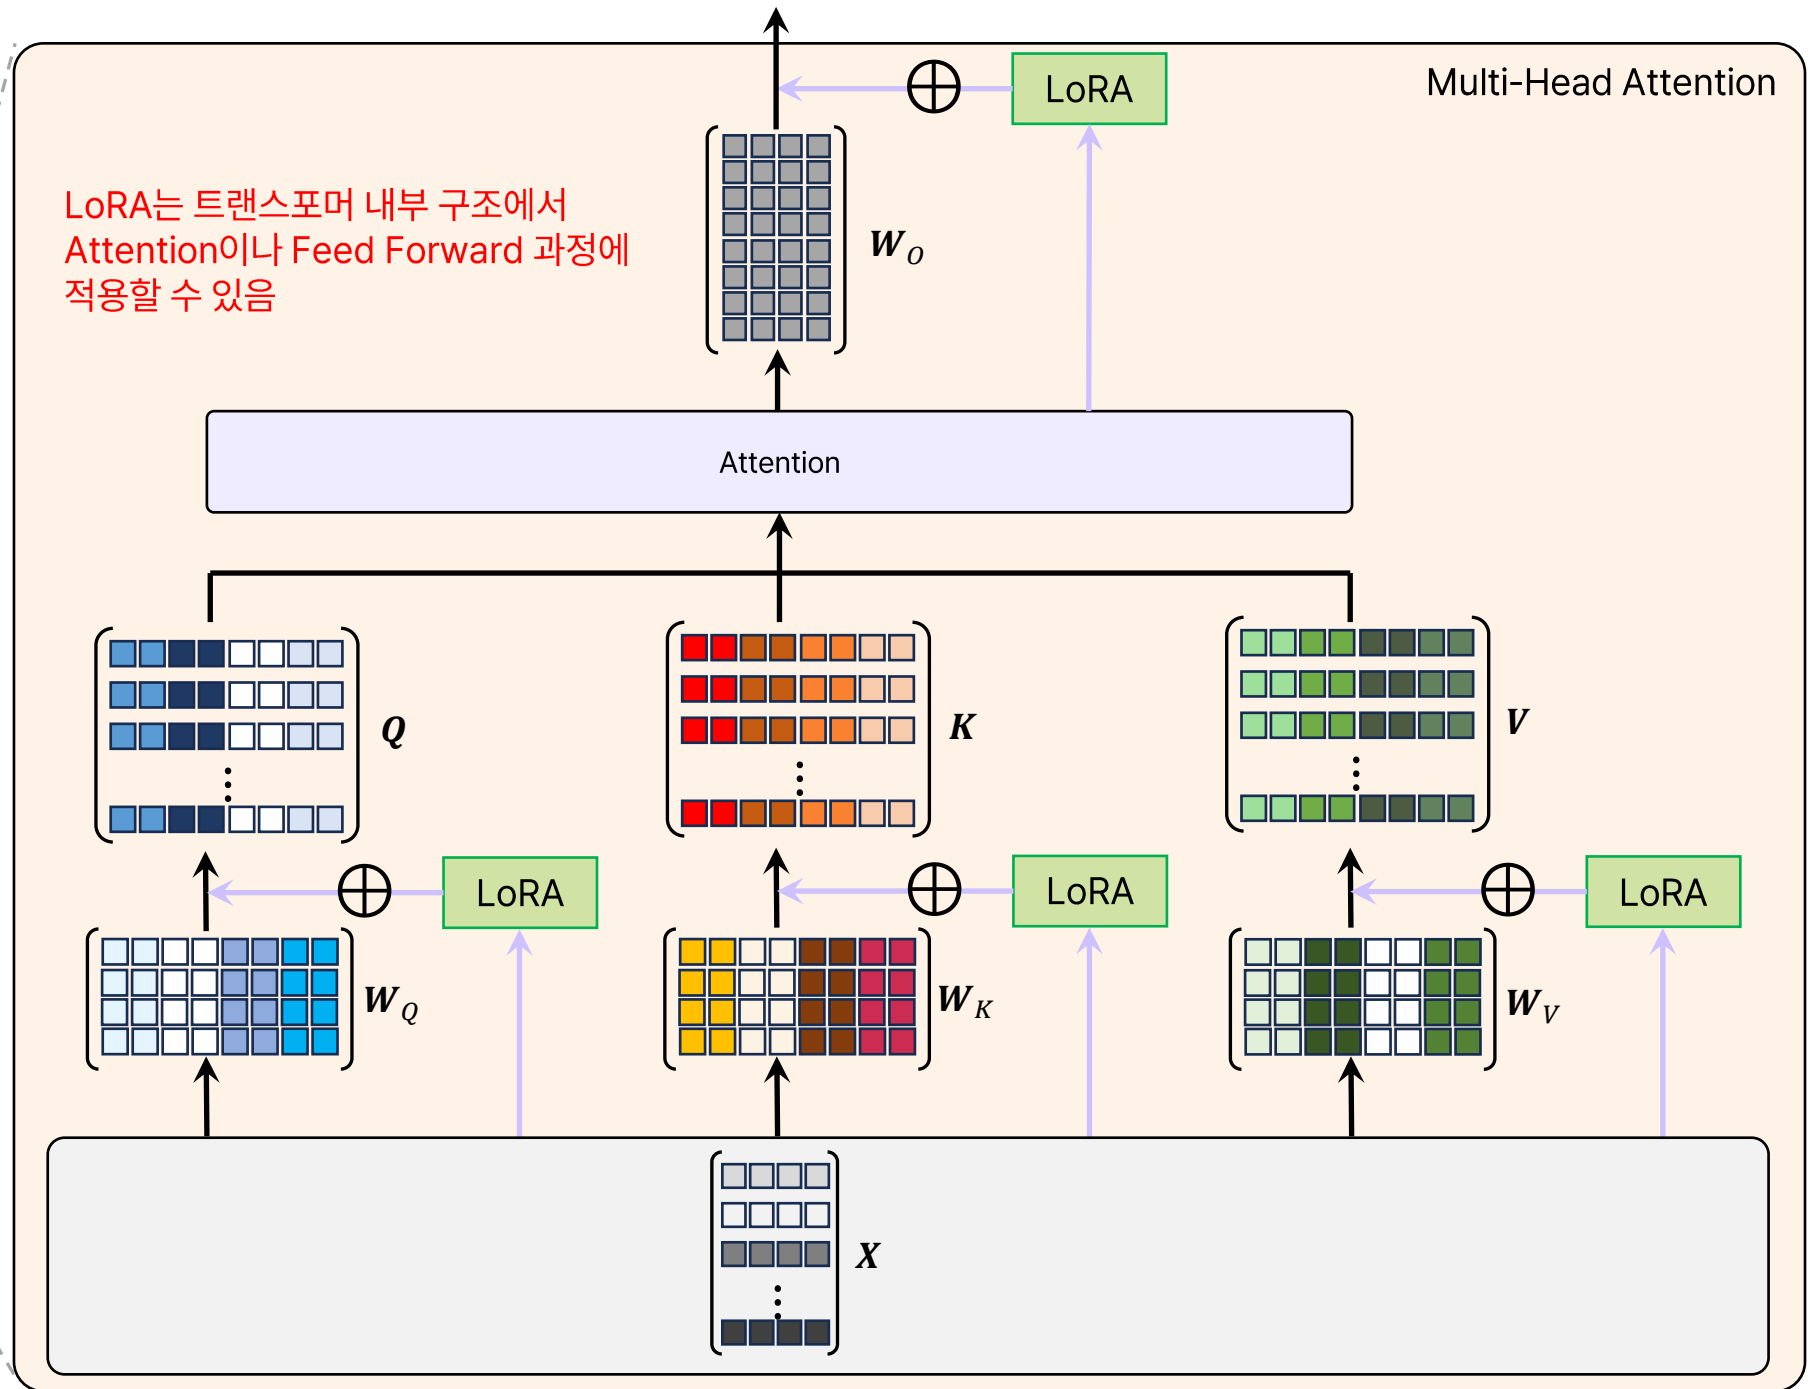 Multi-Head Attention
LoRA
LoRA는 트랜스포머 내부 구조에서
Attention이나 Feed Forward 과정에
적용할 수 있음
W_O
Attention
Q
K
V
LoRA
LoRA
LoRA
W_Q
W_K
W_V
X